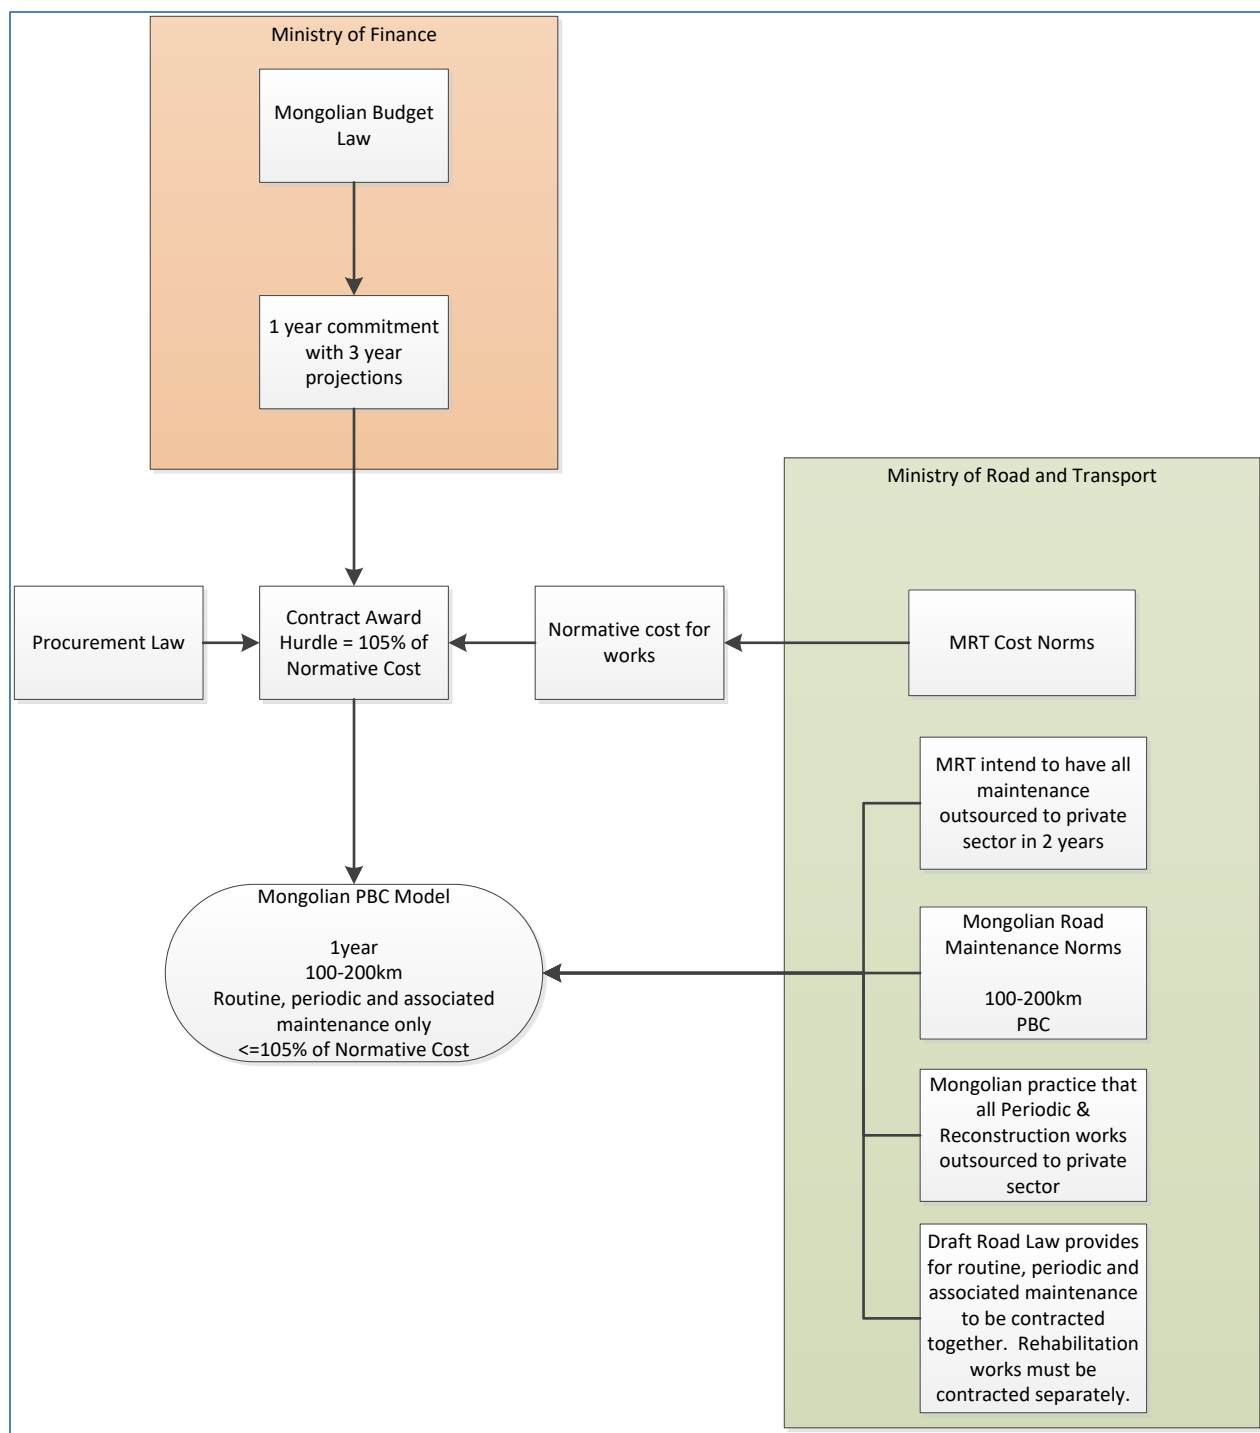 Ministry of Finance
Mongolian Budget
Law
1 year commitment
with 3 year
projections
Ministry of Road and Transport
Procurement Law
Contract Award
Hurdle = 105% of
Normative Cost
Normative cost for
works
MRT Cost Norms
MRT intend to have all
maintenance
outsourced to private
sector in 2 years
Mongolian PBC Model
1year
100-200km
Routine, periodic and associated
maintenance only
<=105% of Normative Cost
Mongolian Road
Maintenance Norms
100-200km
PBC
Mongolian practice that
all Periodic &
Reconstruction works
outsourced to private
sector
Draft Road Law provides
for routine, periodic and
associated maintenance
to be contracted
together.  Rehabilitation
works must be
contracted separately.